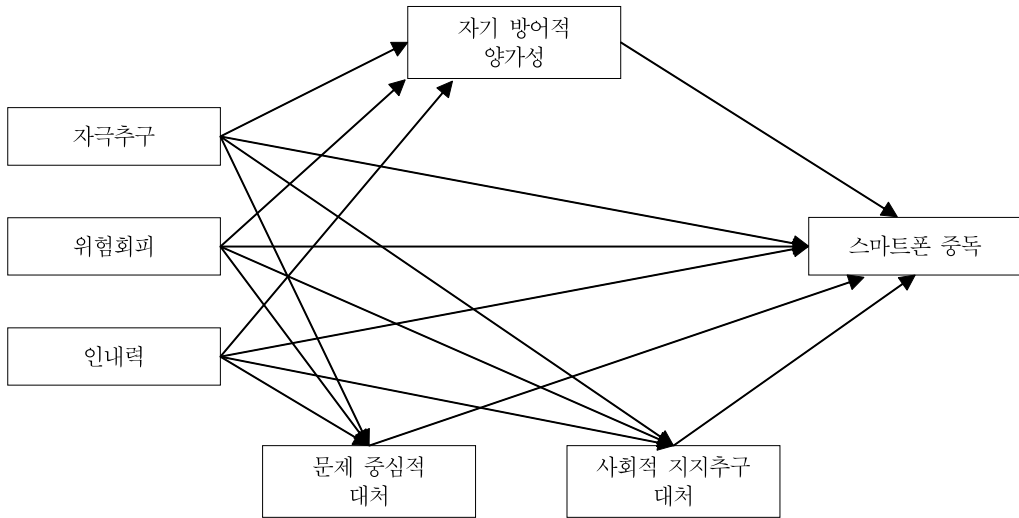 자기 방어적
양가성
자극추구
위험회피
스마트폰 중독
인내력
문제 중심적
대처
사회적 지지추구
대처